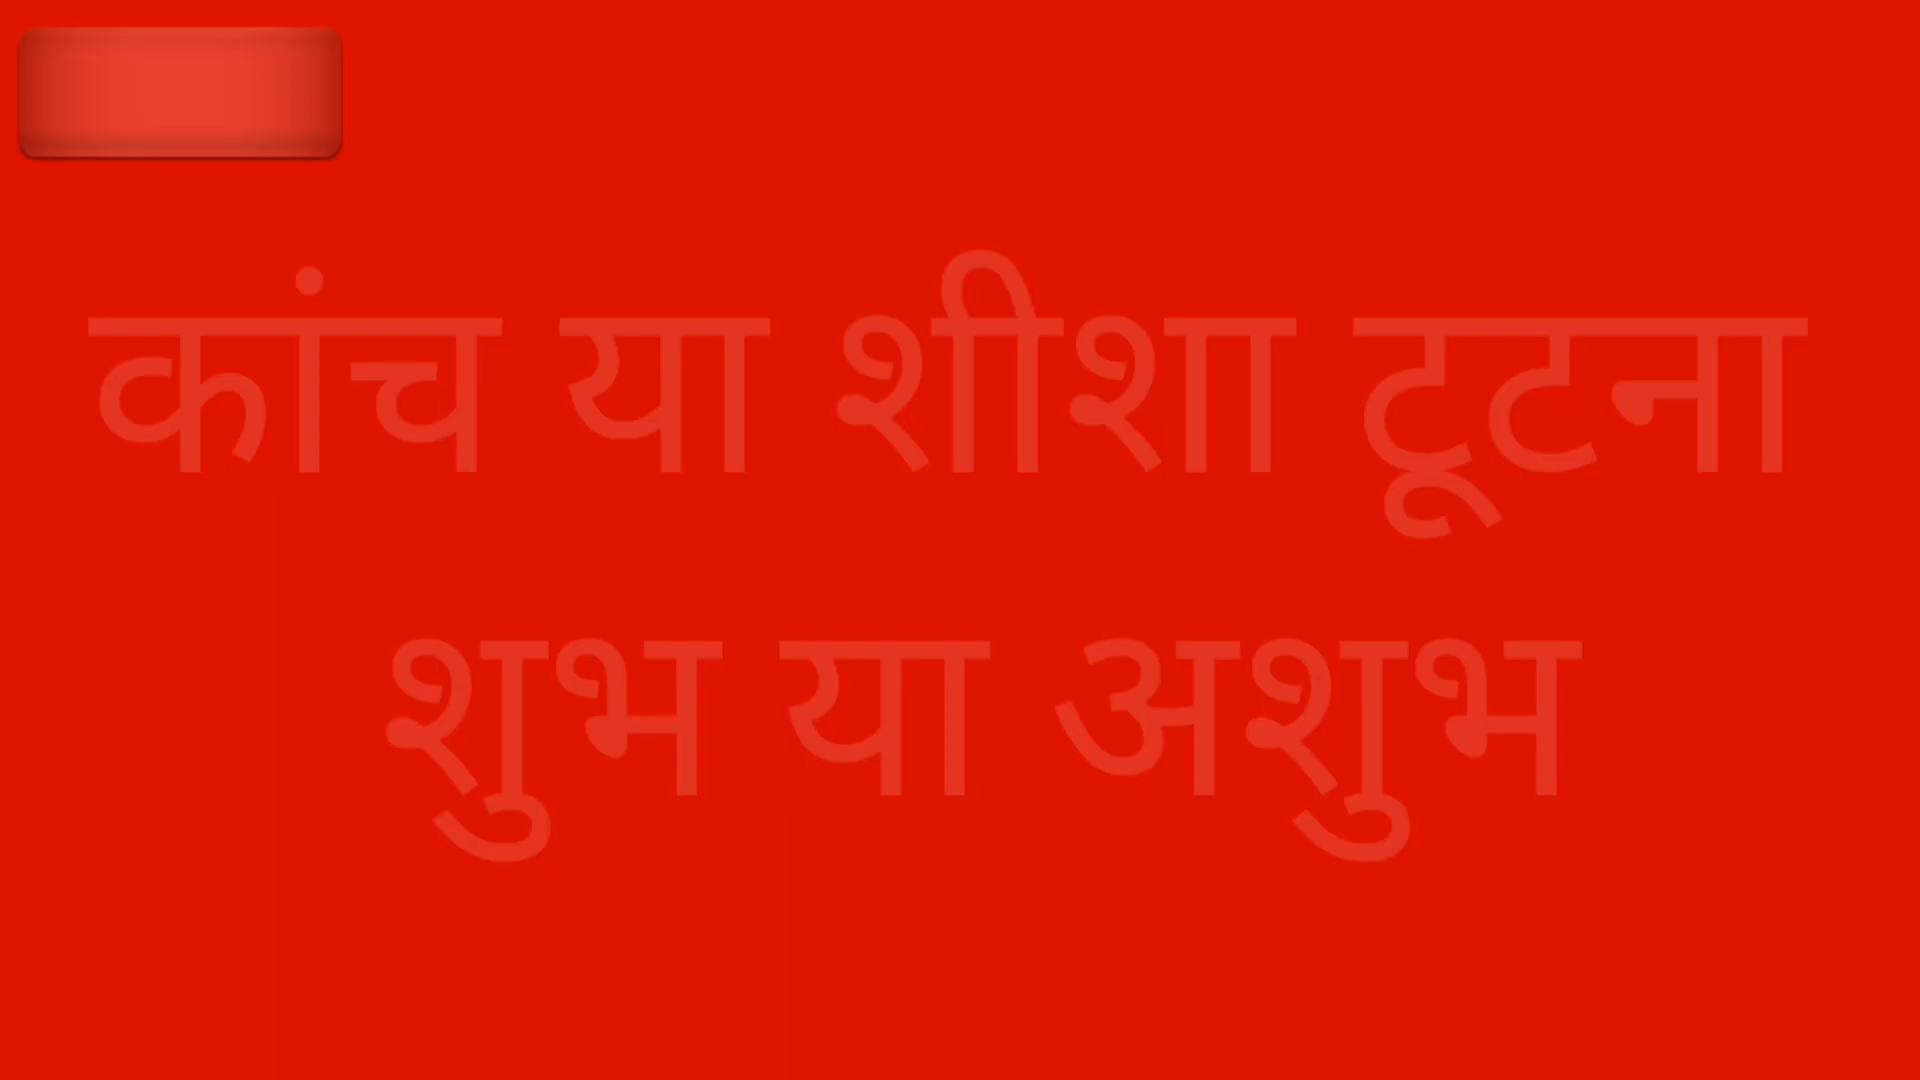 कांच या शीशा टूटना
शुभ या अशुभ